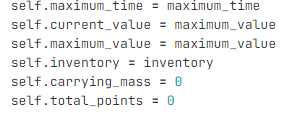 self.maximum_time = maximum_time
self.current_value = maximum_value
self.maximum_value = maximum_value
self.inventory = inventory
self.carrying_mass = 0
self.total_points = 0